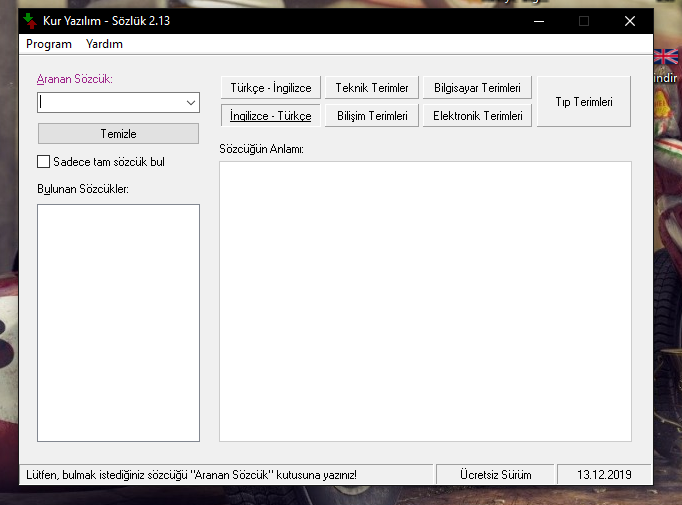 Kur Yazılım - Sözlük 2.13
Program Yardım
Aranan Sözcük:
Temizle
Sadece tam sözcük bul
Bulunan Sözcükler:
Türkçe - İngilizce Teknik Terimler Bilgisayar Terimleri
Tıp Terimleri
İngilizce - Türkçe Bilişim Terimleri Elektronik Terimleri
Sözcüğün Anlamı:
Lütfen, bulmak istediğiniz sözcüğü "Aranan Sözcük" kutusuna yazınız! Ücretsiz Sürüm 13.12.2019